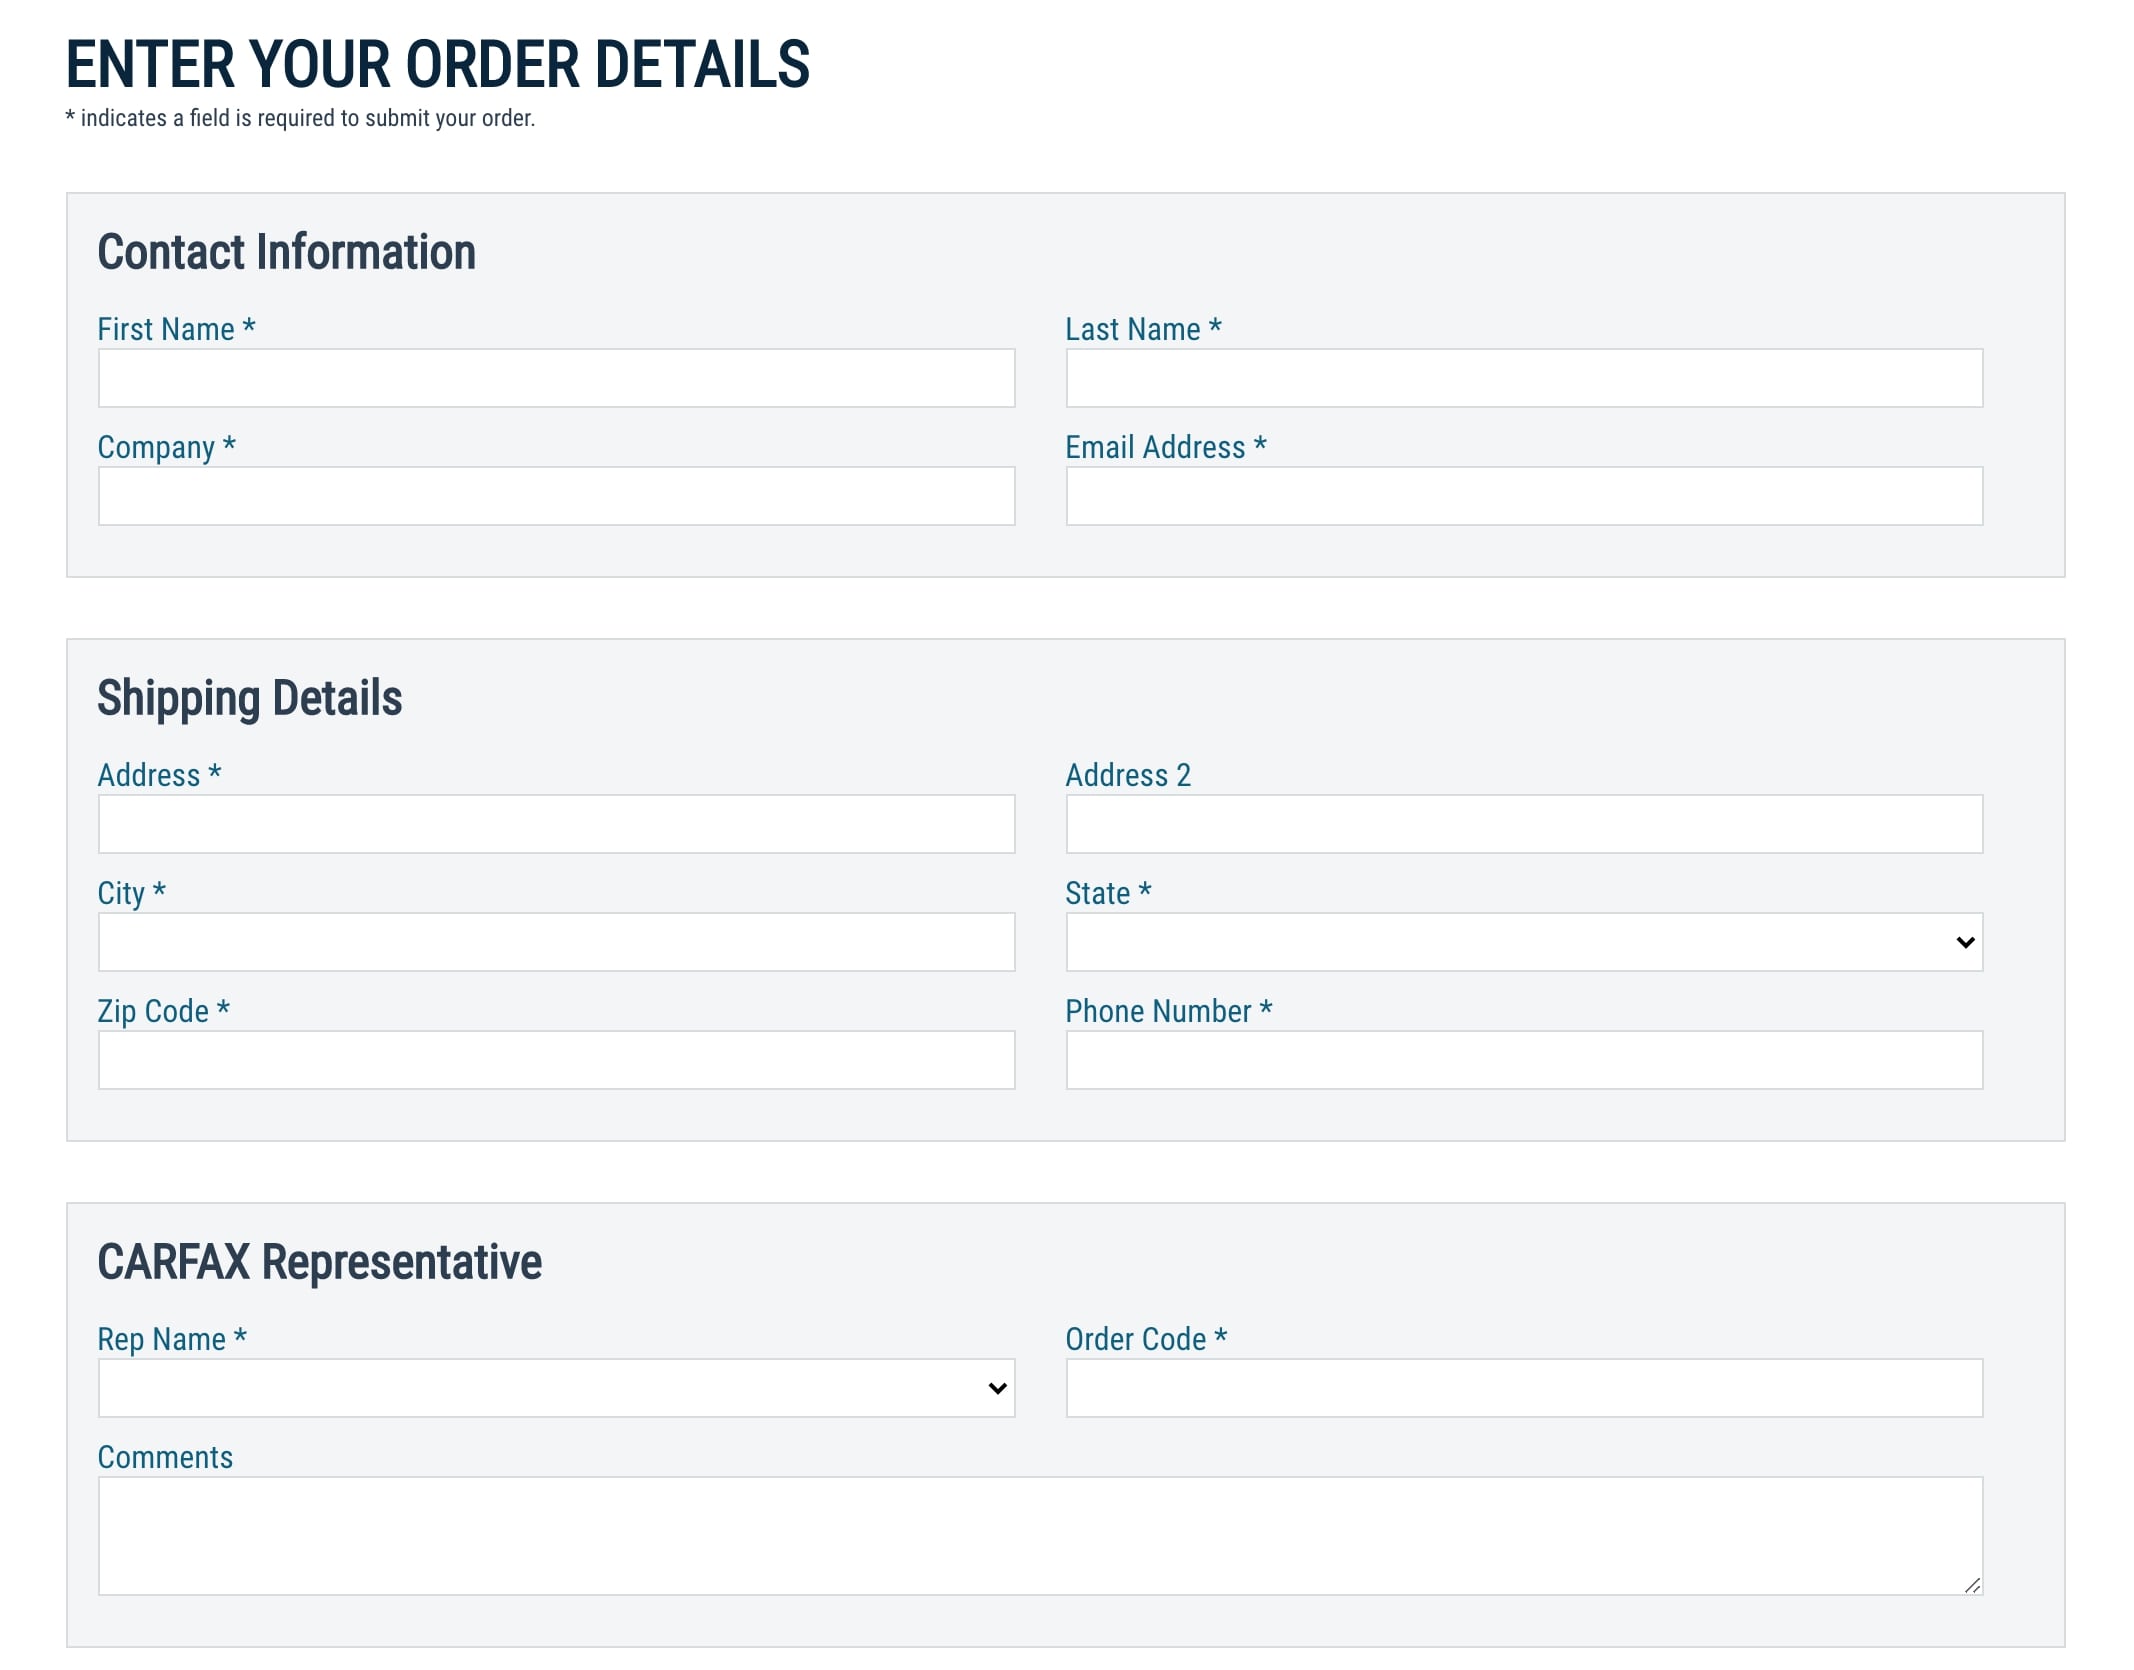 ENTER YOUR ORDER DETAILS
* indicates a field is required to submit your order.
Contact Information
First Name * Last Name *
Company * Email Address *
Shipping Details
Address * Address 2
City * State *
Zip Code * Phone Number *
CARFAX Representative
Rep Name * Order Code *
Comments